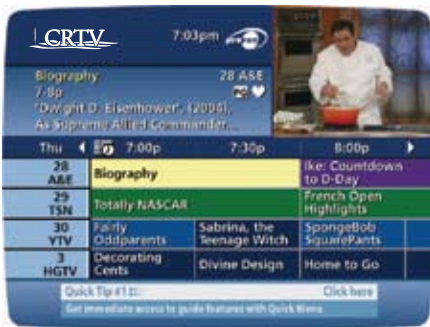 CRTV
7:03pm
Biography 28 A&E
7-8p PG
"Dwight D. Eisenhower", (2004),
As Supreme Allied Commander...
Thu 7:00p 7:30p 8:00p
28 A&E Biography Ike: Countdown to D-Day
29 TSN Totally NASCAR French Open Highlights
30 YTV Fairly Oddparents Sabrina, the Teenage Witch SpongeBob SquarePants
3 HGTV Decorating Cents Divine Design Home to Go
Quick Tip #1 Click here
Get immediate access to guide features with Quick Menu